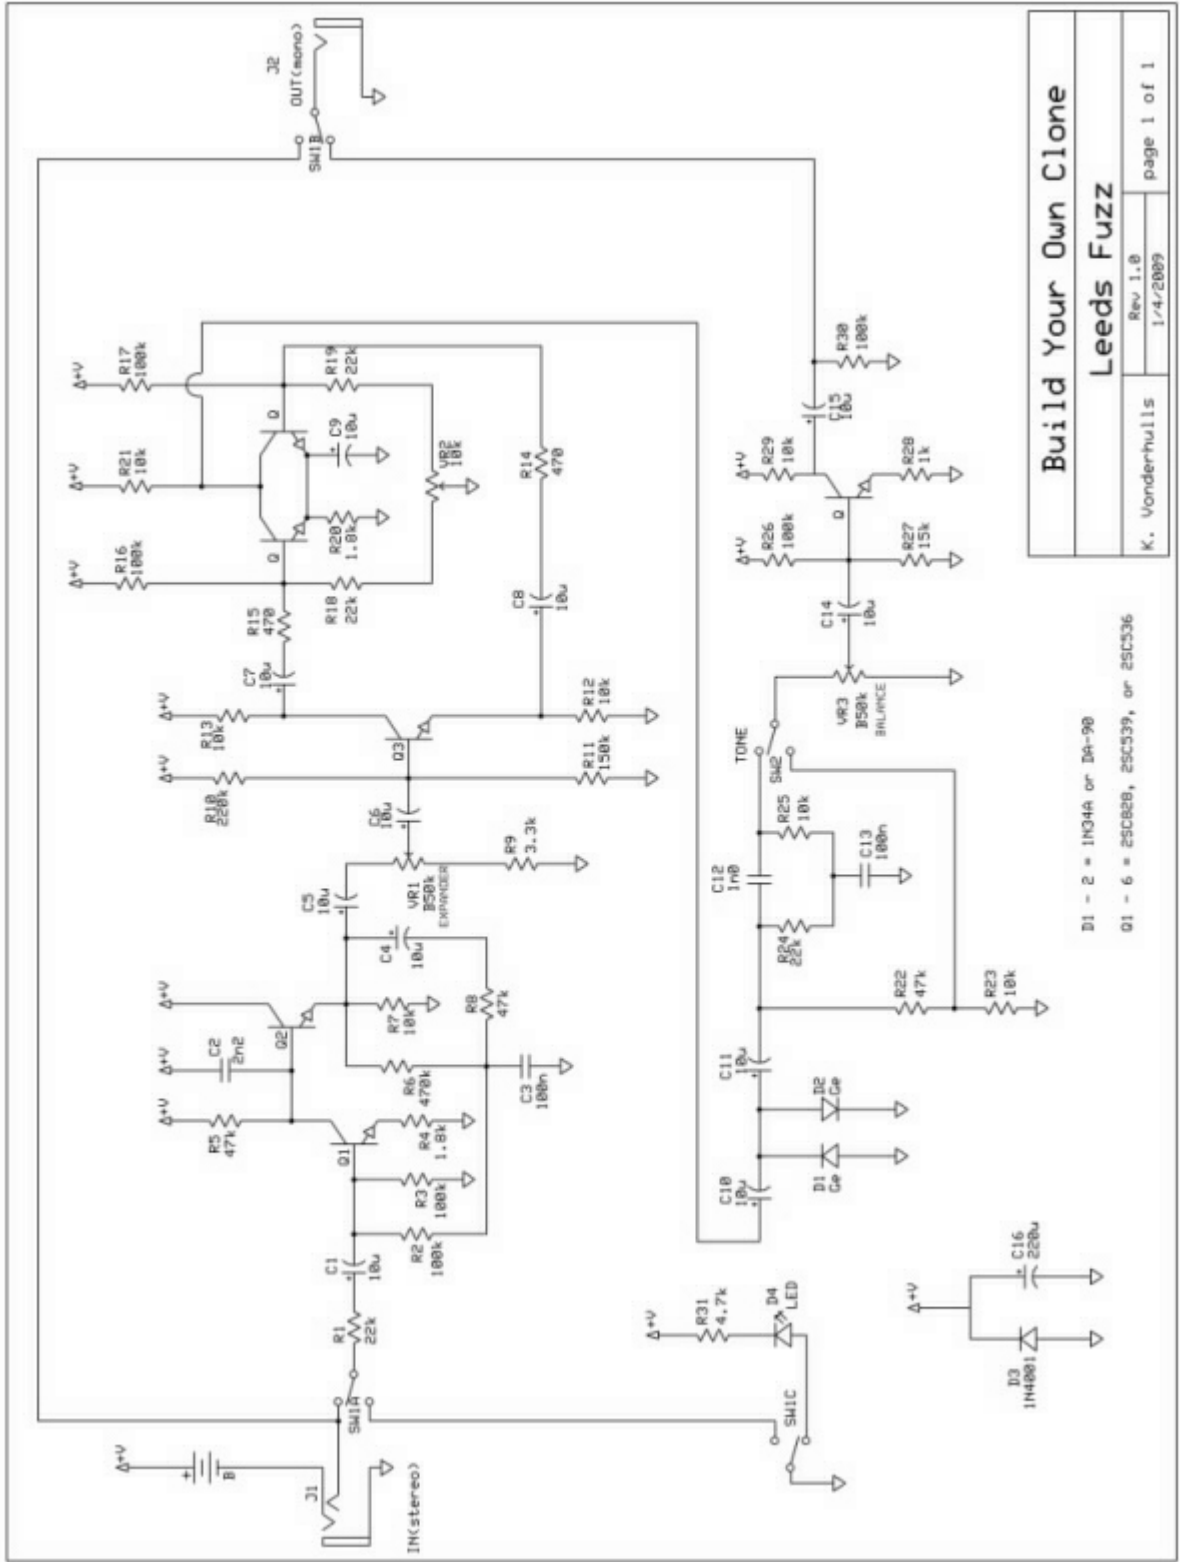 J2
OUT(mono)
SW1B
+V
R17
100k
+V
R21
10k
+V
R16
100k
Q
Q
R19
22k
C9
+
10u
R20
1.8k
R18
22k
VR2
10k
R14
470
R15
470
C7
+
10u
C8
+
10u
+V
R13
10k
+V
R10
220k
Q3
R12
10k
R11
150k
C6
+
10u
VR1
B50k
EXPANDER
R9
3.3k
C5
+
10u
C4
+
10u
+V
Q2
+V
C2
2n2
+V
R5
47k
R7
10k
R8
47k
R6
470k
C3
100n
Q1
R4
1.8k
R3
100k
R2
100k
C1
+
10u
R1
22k
SW1A
+V
+
B
J1
IN(stereo)
R30
100k
C15
+
10u
+V
R29
10k
R28
1k
Q
+V
R26
100k
R27
15k
C14
+
10u
VR3
B50k
BALANCE
TONE
SW2
R25
10k
C12
1n0
C13
100n
R24
22k
R22
47k
R23
10k
C11
+
10u
D2
Ge
D1
Ge
C10
+
10u
+V
R31
4.7k
D4
LED
SW1C
+V
C16
+
220u
D3
1N4001
D1 - 2 = 1N34A or DA-90
Q1 - 6 = 2SC828, 2SC539, or 2SC536
Build Your Own Clone
Leeds Fuzz
K. Vonderhulls
Rev 1.0
1/4/2009
page 1 of 1